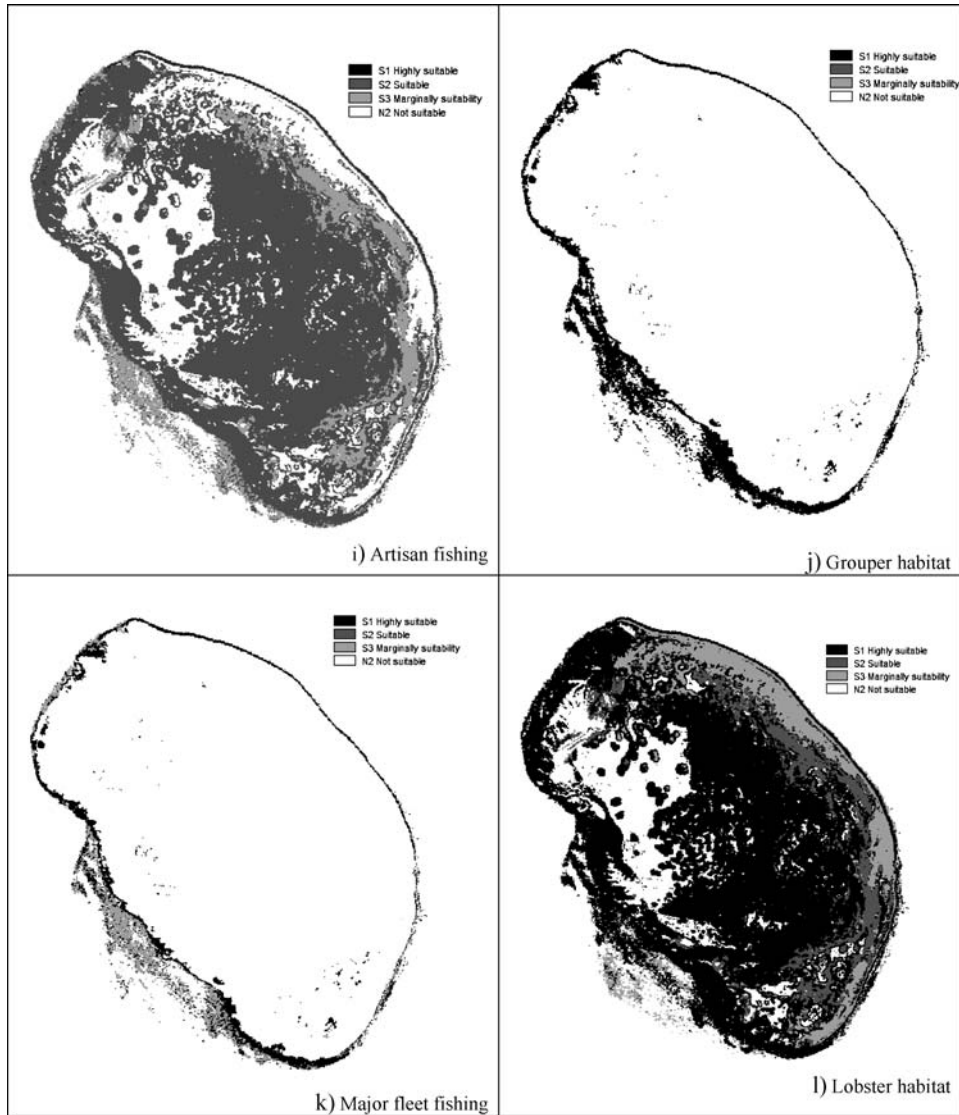 S1 Highly suitable
S2 Suitable
S3 Marginally suitability
N2 Not suitable
i) Artisan fishing
S1 Highly suitable
S2 Suitable
S3 Marginally suitability
N2 Not suitable
j) Grouper habitat
S1 Highly suitable
S2 Suitable
S3 Marginally suitability
N2 Not suitable
k) Major fleet fishing
S1 Highly suitable
S2 Suitable
S3 Marginally suitability
N2 Not suitable
l) Lobster habitat